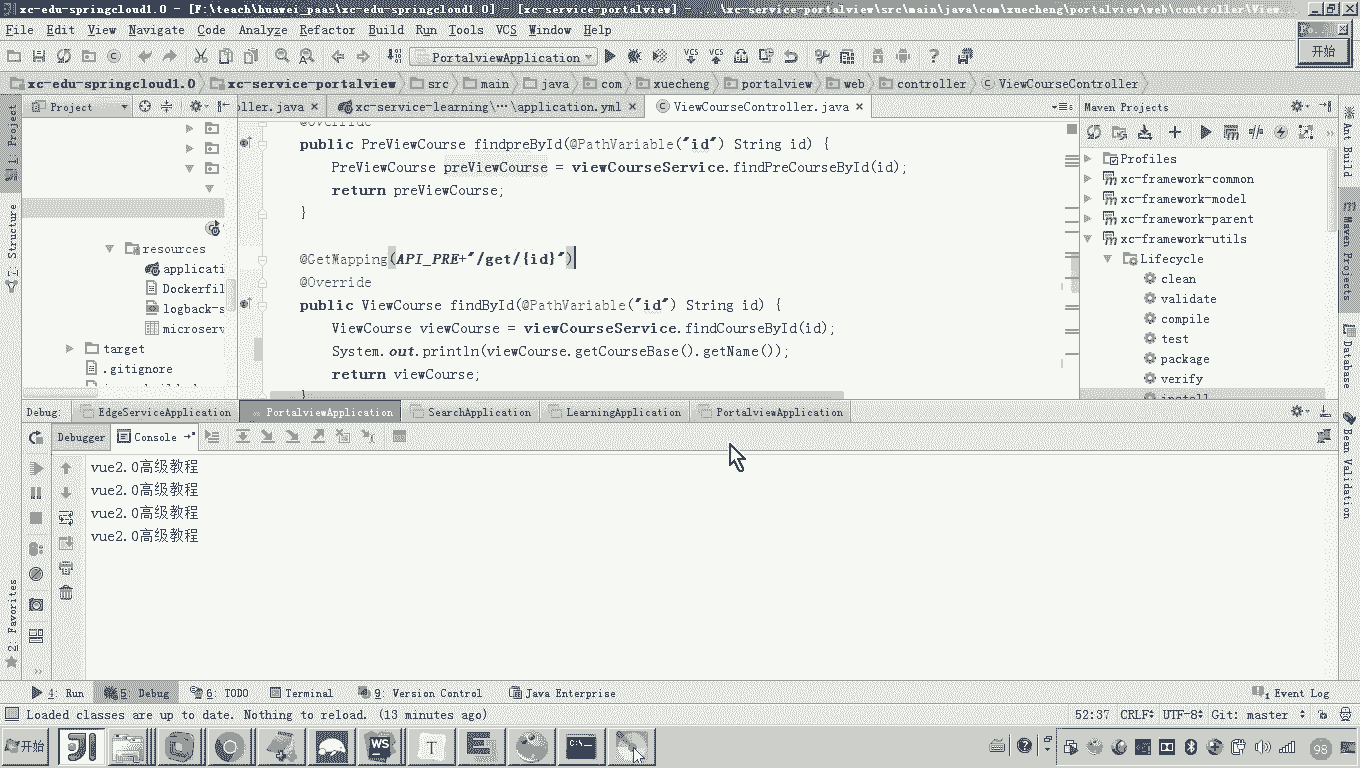 xc-edu-springcloud1.0 - [F:\teach\huawei_paas\xc-edu-springcloud1.0] - [xc-service-portalview] - ...\xc-service-portalview\src\main\java\com\xuecheng\portalview\web\controller\View...
File Edit View Navigate Code Analyze Refactor Build Run Tools VCS Window Help
开始
PortalviewApplication
xc-edu-springcloud1.0 xc-service-portalview src main java com xuecheng portalview web controller ViewCourseController
Project
oller.java xc-service-learning\...\application.yml ViewCourseController.java
Maven Projects
@Override
public PreViewCourse findpreById(@PathVariable("id") String id) {
PreViewCourse preViewCourse = viewCourseService.findPreCourseById(id);
return preViewCourse;
}
@GetMapping(API_PRE+"/get/{id}")
@Override
public ViewCourse findById(@PathVariable("id") String id) {
ViewCourse viewCourse = viewCourseService.findCourseById(id);
System.out.println(viewCourse.getCourseBase().getName());
return viewCourse;
}
resources
applicati
Dockerfil
logback-s
microserv
target
.gitignore
Profiles
xc-framework-common
xc-framework-model
xc-framework-parent
xc-framework-utils
Lifecycle
clean
validate
compile
test
package
verify
install
1: Project
7: Structure
2: Favorites
Ant Build
Maven Projects
Database
Bean Validation
Debug: EdgeServiceApplication PortalviewApplication SearchApplication LearningApplication PortalviewApplication
Debugger Console
vue2.0高级教程
vue2.0高级教程
vue2.0高级教程
vue2.0高级教程
4: Run 5: Debug 6: TODO Terminal 9: Version Control Java Enterprise 1 Event Log
Loaded classes are up to date. Nothing to reload. (13 minutes ago) 52:37 CRLF UTF-8 Git: master
开始 WS T 98